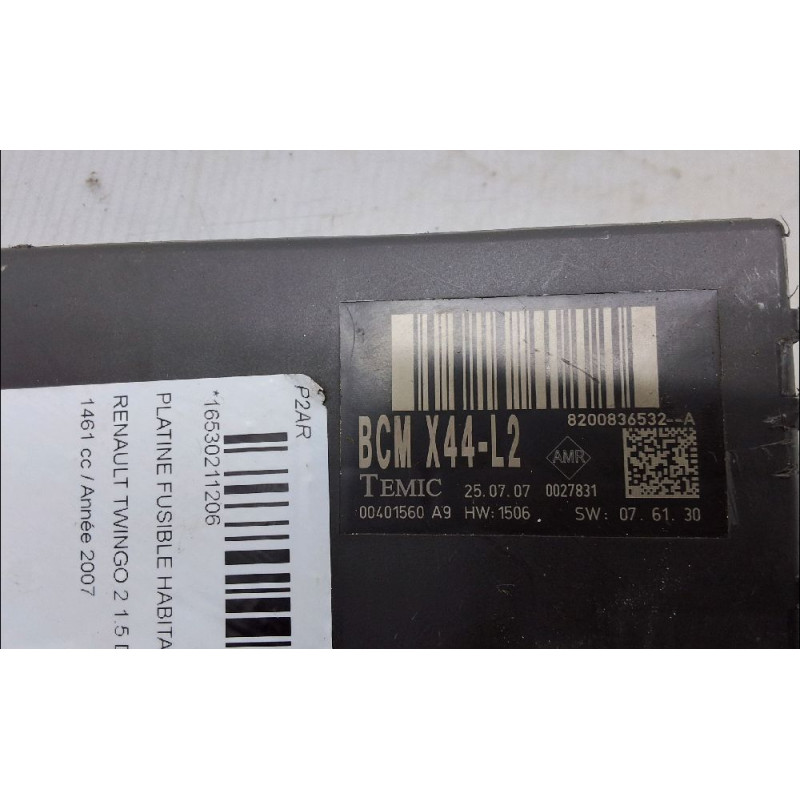 8200836532--A
BCM X44-L2
AMR
TEMIC 25.07.07 0027831
00401560 A9 HW:1506 SW: 07.61.30
P2AR
*16530211206
PLATINE FUSIBLE HABITA
RENAULT TWINGO 2 1.5
1461 cc / Année 2007